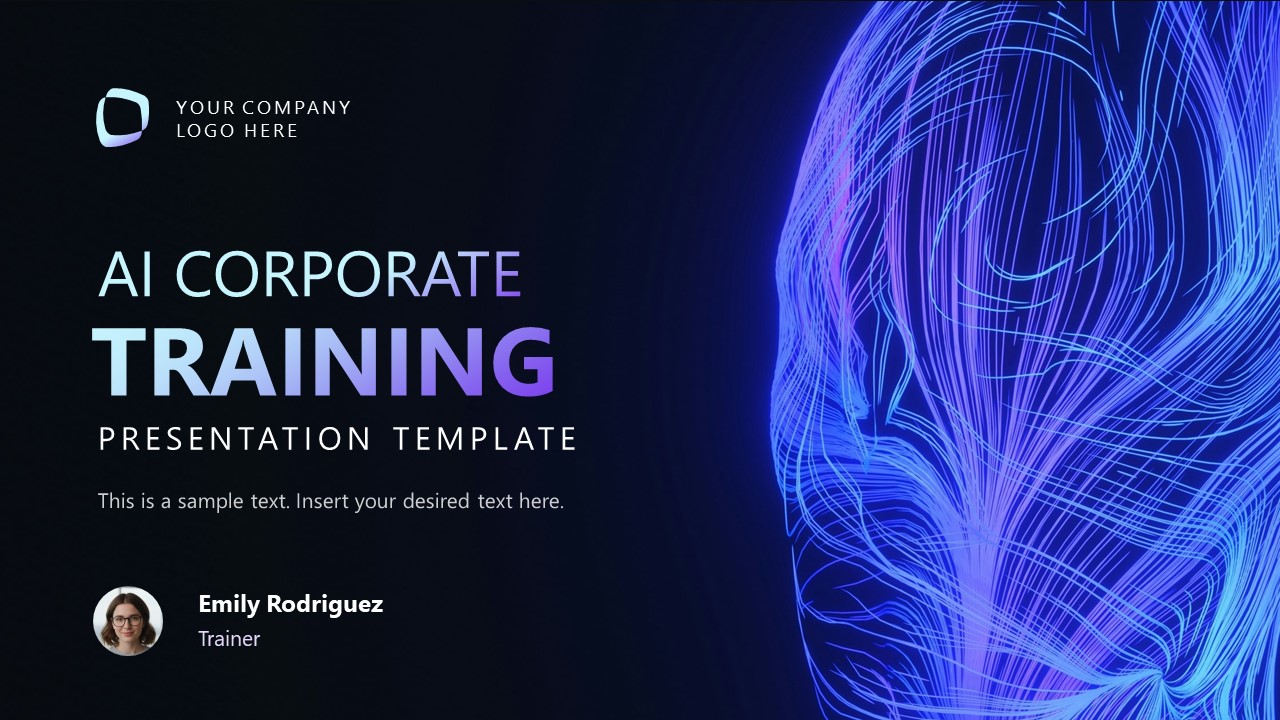 YOUR COMPANY
LOGO HERE
AI CORPORATE
TRAINING
PRESENTATION TEMPLATE
This is a sample text. Insert your desired text here.
Emily Rodriguez
Trainer